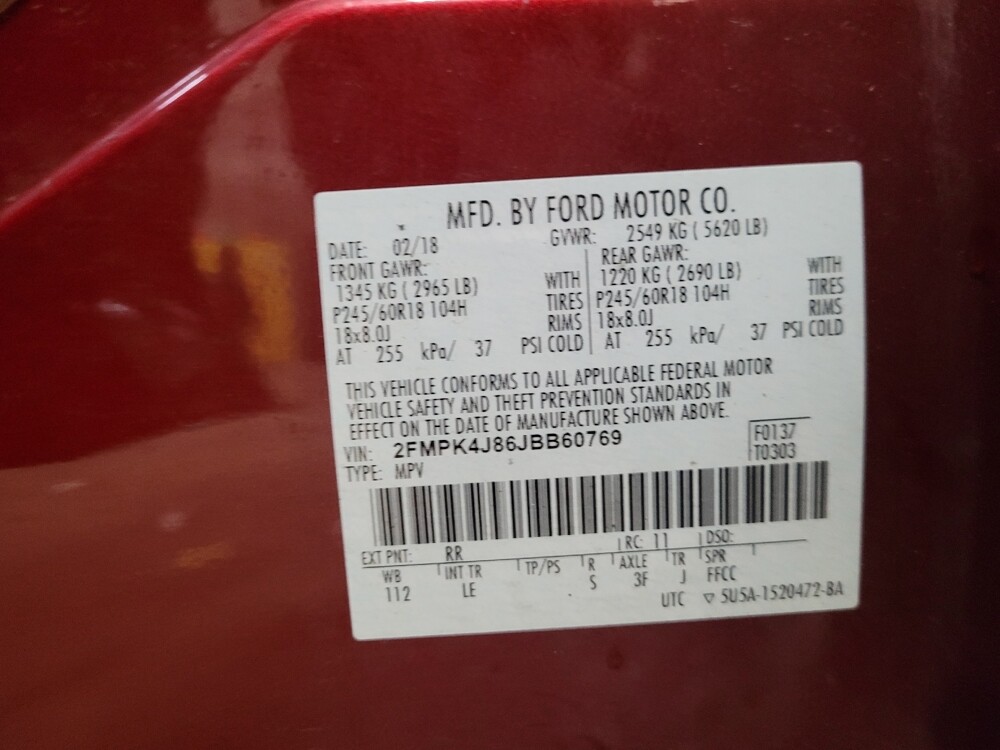 MFD. BY FORD MOTOR CO.
DATE: 02/18 GVWR: 2549 KG ( 5620 LB)
FRONT GAWR: REAR GAWR:
1345 KG ( 2965 LB) WITH 1220 KG ( 2690 LB) WITH
P245/60R18 104H TIRES P245/60R18 104H TIRES
18x8.0J RIMS 18x8.0J RIMS
AT 255 kPa/ 37 PSI COLD AT 255 kPa/ 37 PSI COLD
THIS VEHICLE CONFORMS TO ALL APPLICABLE FEDERAL MOTOR
VEHICLE SAFETY AND THEFT PREVENTION STANDARDS IN
EFFECT ON THE DATE OF MANUFACTURE SHOWN ABOVE.
VIN: 2FMPK4J86JBB60769 F0137
TYPE: MPV T0303
EXT PNT: RR RC: 11 DSO:
WB INT TR TP/PS R AXLE TR SPR
112 LE S 3F J FFCC
UTC ▽ 5U5A-1520472-BA